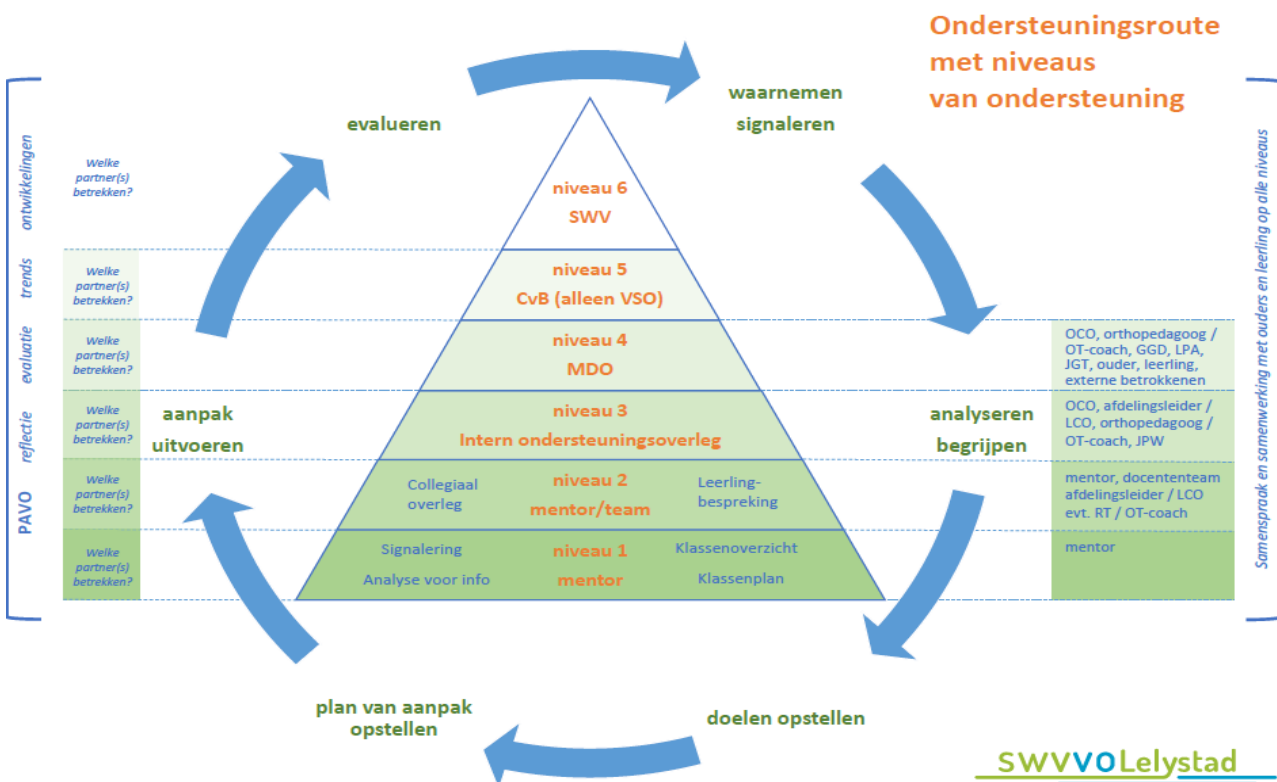 Ondersteuningsroute
met niveaus
van ondersteuning
waarnemen
signaleren
evalueren
niveau 6
SWV
niveau 5
CvB (alleen VSO)
niveau 4
MDO
niveau 3
Intern ondersteuningsoverleg
Collegiaal
overleg
niveau 2
mentor/team
Leerling-
bespreking
Signalering
Analyse voor info
niveau 1
mentor
Klassenoverzicht
Klassenplan
aanpak
uitvoeren
analyseren
begrijpen
plan van aanpak
opstellen
doelen opstellen
PAVO reflectie evaluatie trends ontwikkelingen
Welke
partner(s)
betrekken?
Welke
partner(s)
betrekken?
Welke
partner(s)
betrekken?
Welke
partner(s)
betrekken?
Welke
partner(s)
betrekken?
Welke
partner(s)
betrekken?
OCO, orthopedagoog /
OT-coach, GGD, LPA,
JGT, ouder, leerling,
externe betrokkenen
OCO, afdelingsleider /
LCO, orthopedagoog /
OT-coach, JPW
mentor, docententeam
afdelingsleider / LCO
evt. RT / OT-coach
mentor
Samenspraak en samenwerking met ouders en leerling op alle niveaus
SWVVOLelystad